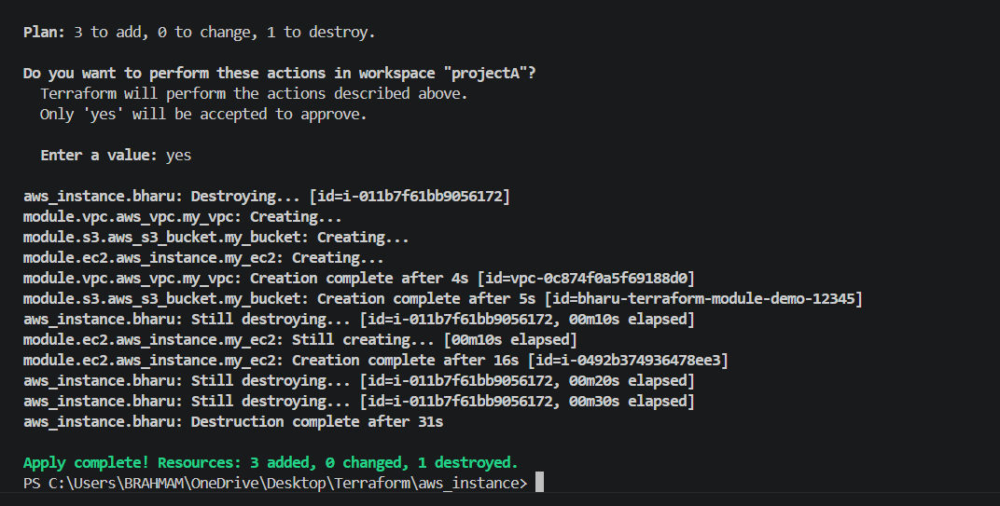 Plan: 3 to add, 0 to change, 1 to destroy.
Do you want to perform these actions in workspace "projectA"?
Terraform will perform the actions described above.
Only 'yes' will be accepted to approve.
Enter a value: yes
aws_instance.bharu: Destroying... [id=i-011b7f61bb9056172]
module.vpc.aws_vpc.my_vpc: Creating...
module.s3.aws_s3_bucket.my_bucket: Creating...
module.ec2.aws_instance.my_ec2: Creating...
module.vpc.aws_vpc.my_vpc: Creation complete after 4s [id=vpc-0c874f0a5f69188d0]
module.s3.aws_s3_bucket.my_bucket: Creation complete after 5s [id=bharu-terraform-module-demo-12345]
aws_instance.bharu: Still destroying... [id=i-011b7f61bb9056172, 00m10s elapsed]
module.ec2.aws_instance.my_ec2: Still creating... [00m10s elapsed]
module.ec2.aws_instance.my_ec2: Creation complete after 16s [id=i-0492b374936478ee3]
aws_instance.bharu: Still destroying... [id=i-011b7f61bb9056172, 00m20s elapsed]
aws_instance.bharu: Still destroying... [id=i-011b7f61bb9056172, 00m30s elapsed]
aws_instance.bharu: Destruction complete after 31s
Apply complete! Resources: 3 added, 0 changed, 1 destroyed.
PS C:\Users\BRAHMAM\OneDrive\Desktop\Terraform\aws_instance>